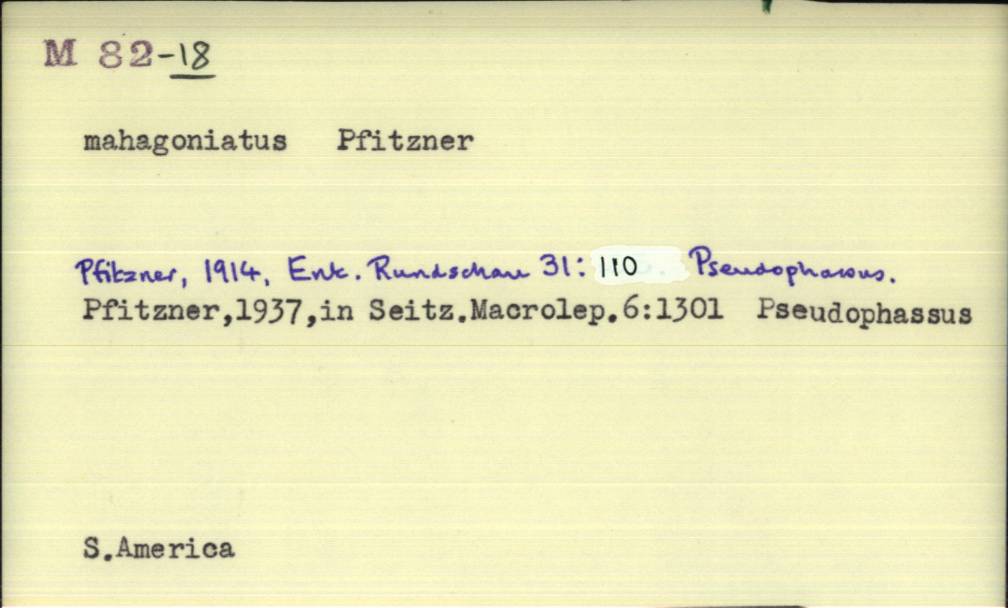 M 82-18
mahagoniatus Pfitzner
Pfitzner, 1914, Ent. Rundschau 31: 110 Pseudophassus.
Pfitzner,1937,in Seitz.Macrolep.6:1301 Pseudophassus
S.America